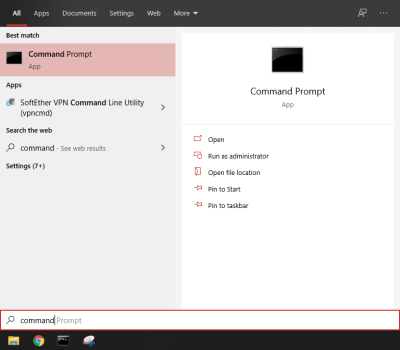 All Apps Documents Settings Web More
Best match
Command Prompt
App
Apps
SoftEther VPN Command Line Utility
(vpncmd)
Search the web
command - See web results
Settings (7+)
Command Prompt
App
Open
Run as administrator
Open file location
Pin to Start
Pin to taskbar
command Prompt